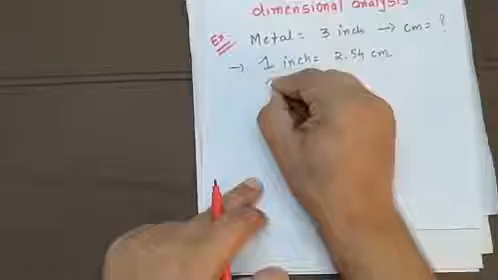 dimensional analysis
Ex:- Metal = 3 inch → cm = ?
→ 1 inch = 2.54 cm